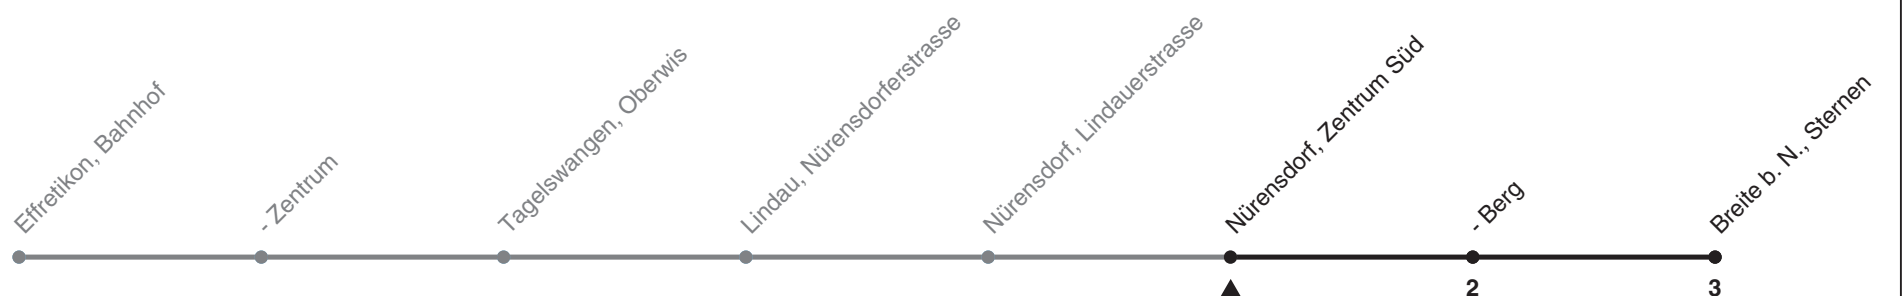 Effretikon, Bahnhof
- Zentrum
Tagelswangen, Oberwis
Lindau, Nürensdorferstrasse
Nürensdorf, Lindauerstrasse
Nürensdorf, Zentrum Süd
- Berg
Breite b. N., Sternen
2
3